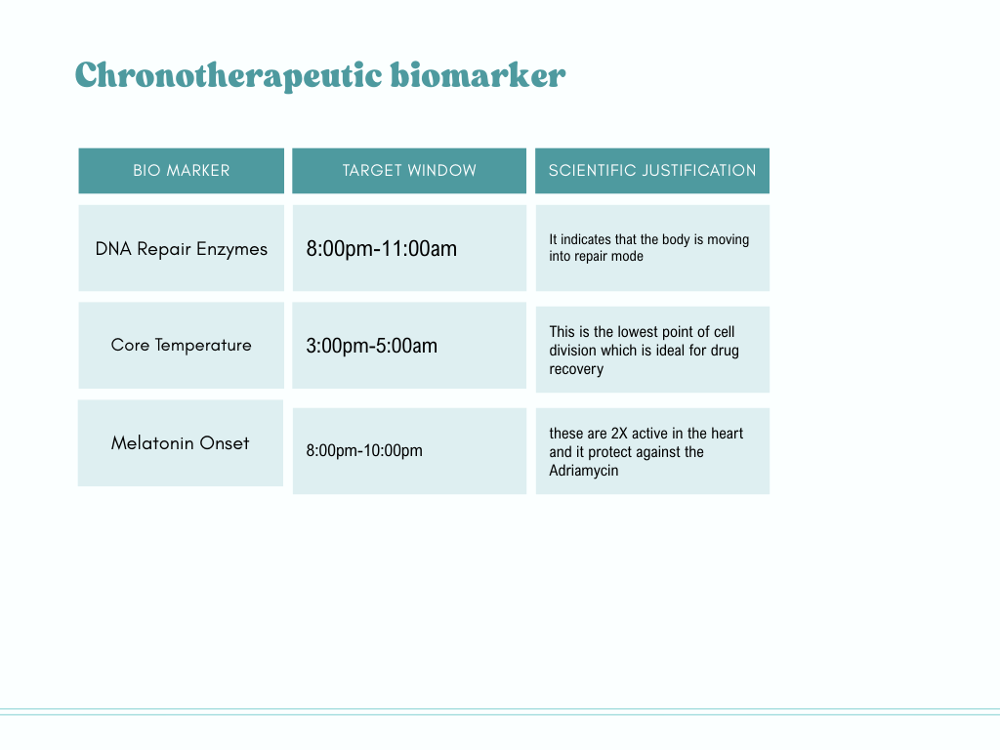 Chronotherapeutic biomarker
BIO MARKER
TARGET WINDOW
SCIENTIFIC JUSTIFICATION
DNA Repair Enzymes
8:00pm-11:00am
It indicates that the body is moving
into repair mode
Core Temperature
3:00pm-5:00am
This is the lowest point of cell
division which is ideal for drug
recovery
Melatonin Onset
8:00pm-10:00pm
these are 2X active in the heart
and it protect against the
Adriamycin